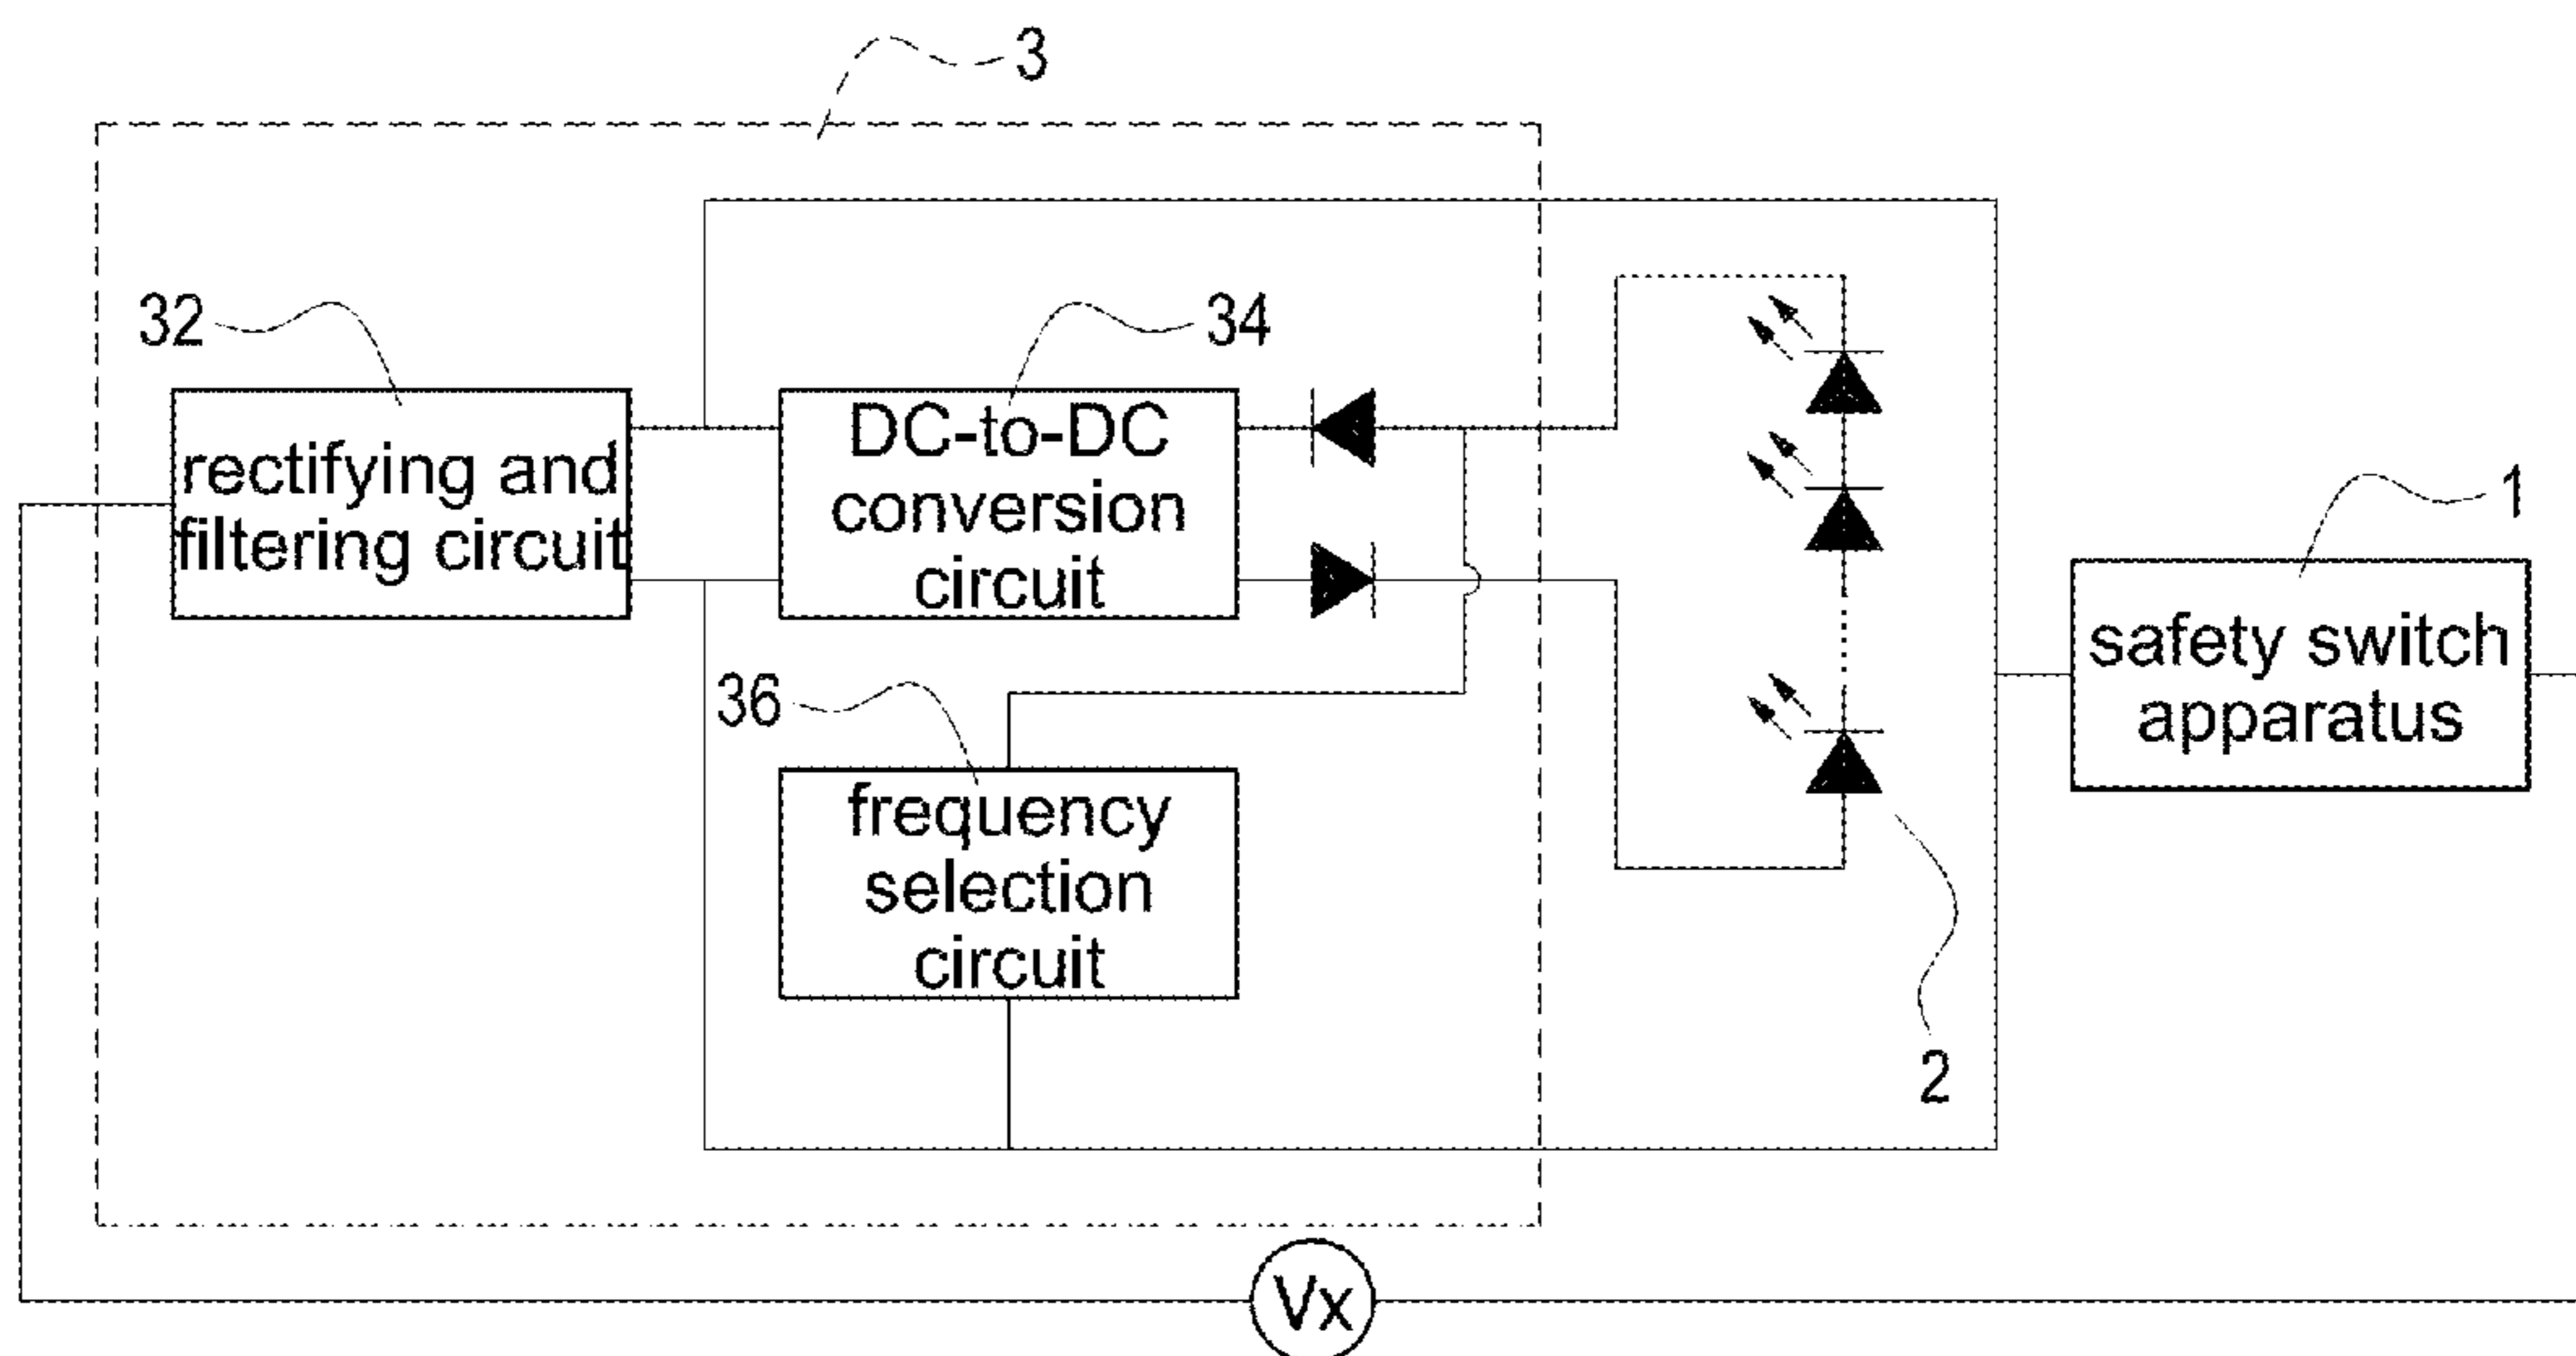 3
32
34
DC-to-DC
conversion
circuit
rectifying and
filtering circuit
1
safety switch
apparatus
36
frequency
selection
circuit
2
Vx